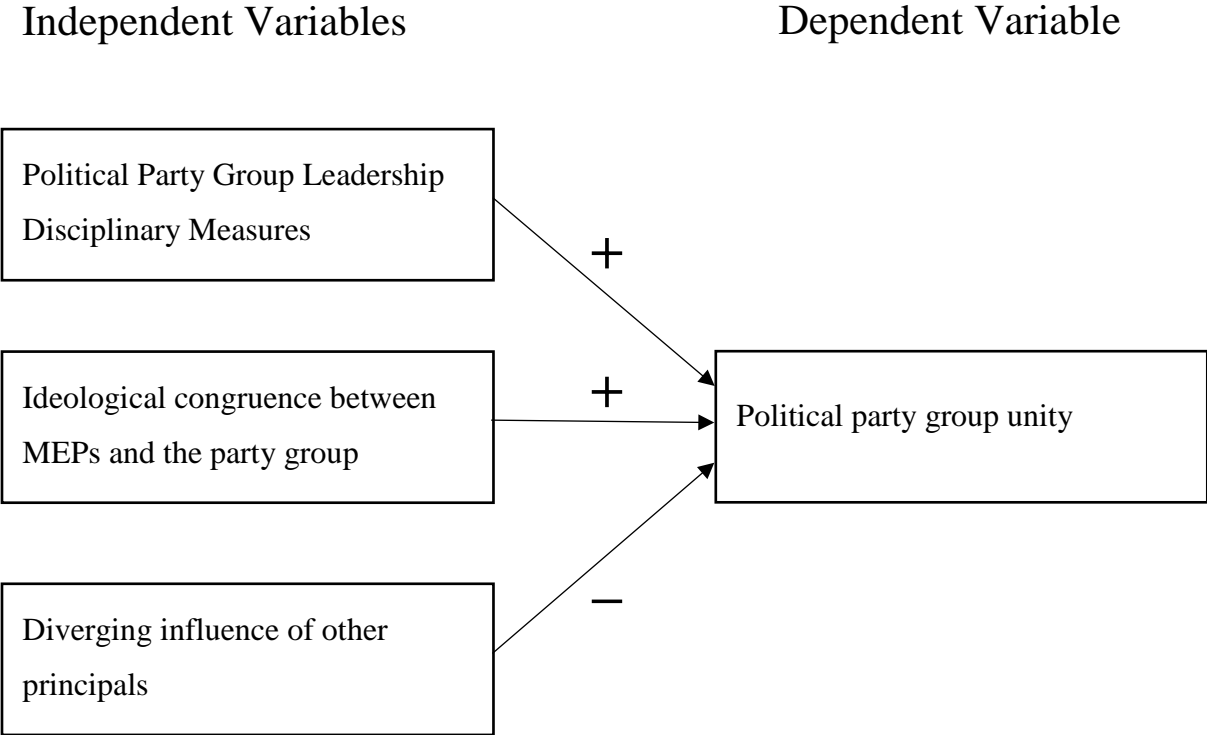 Independent Variables
Dependent Variable
Political Party Group Leadership
Disciplinary Measures
+
Ideological congruence between
MEPs and the party group
+
Political party group unity
Diverging influence of other
principals
−